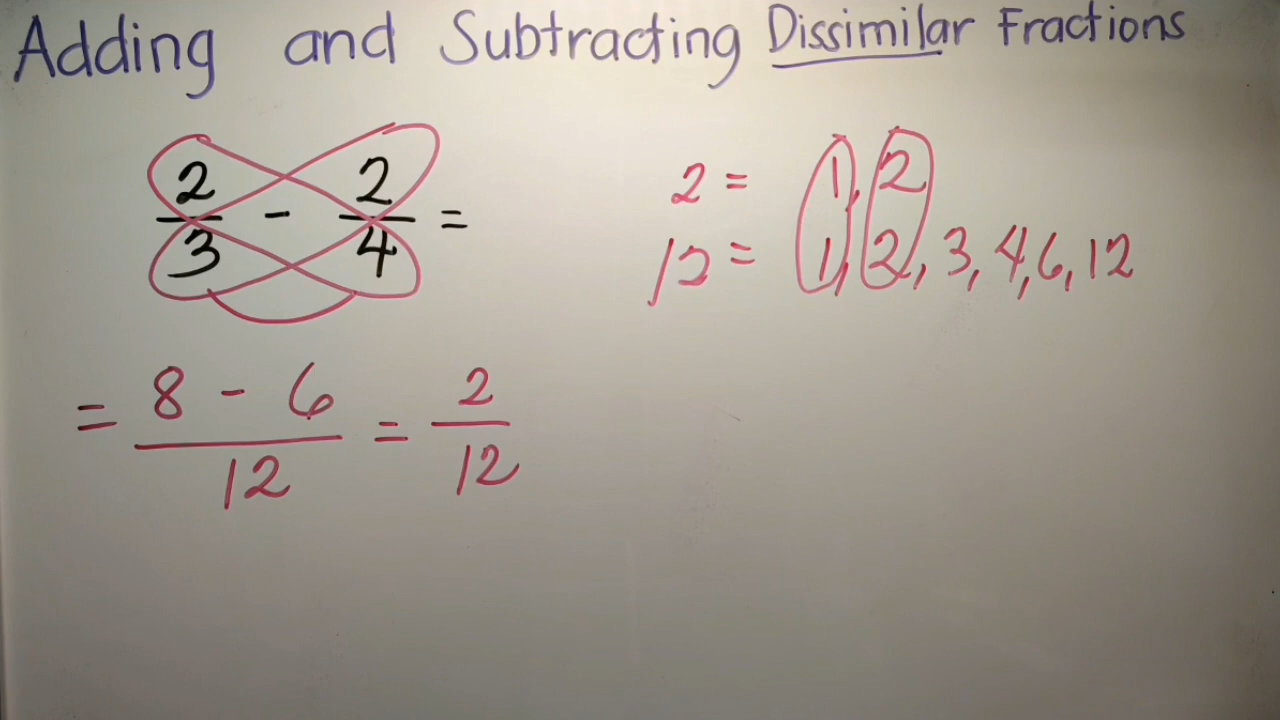 Adding and Subtracting Dissimilar Fractions
2/3 - 2/4 =
= 8 - 6/12 = 2/12
2 = 1, 2
12 = 1, 2, 3, 4, 6, 12